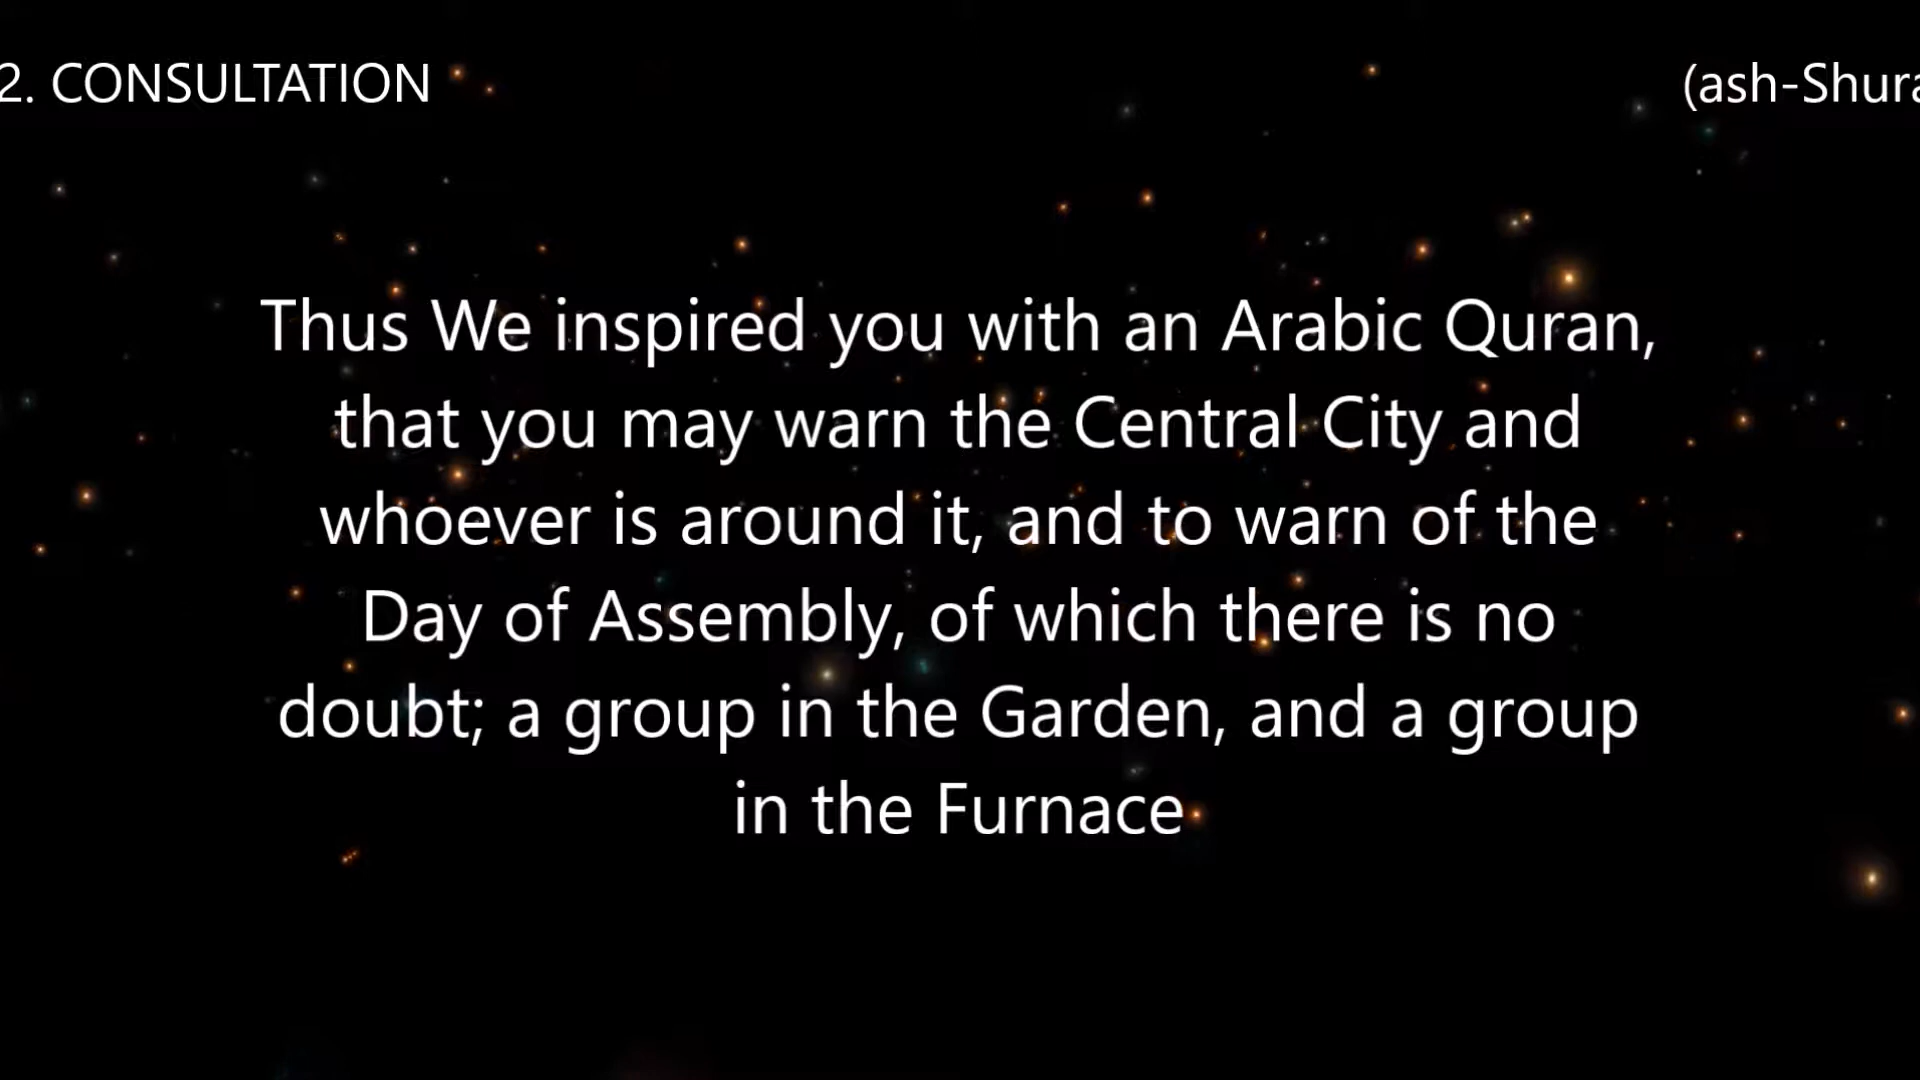 2. CONSULTATION (ash-Shura
Thus We inspired you with an Arabic Quran,
that you may warn the Central City and
whoever is around it, and to warn of the
Day of Assembly, of which there is no
doubt; a group in the Garden, and a group
in the Furnace